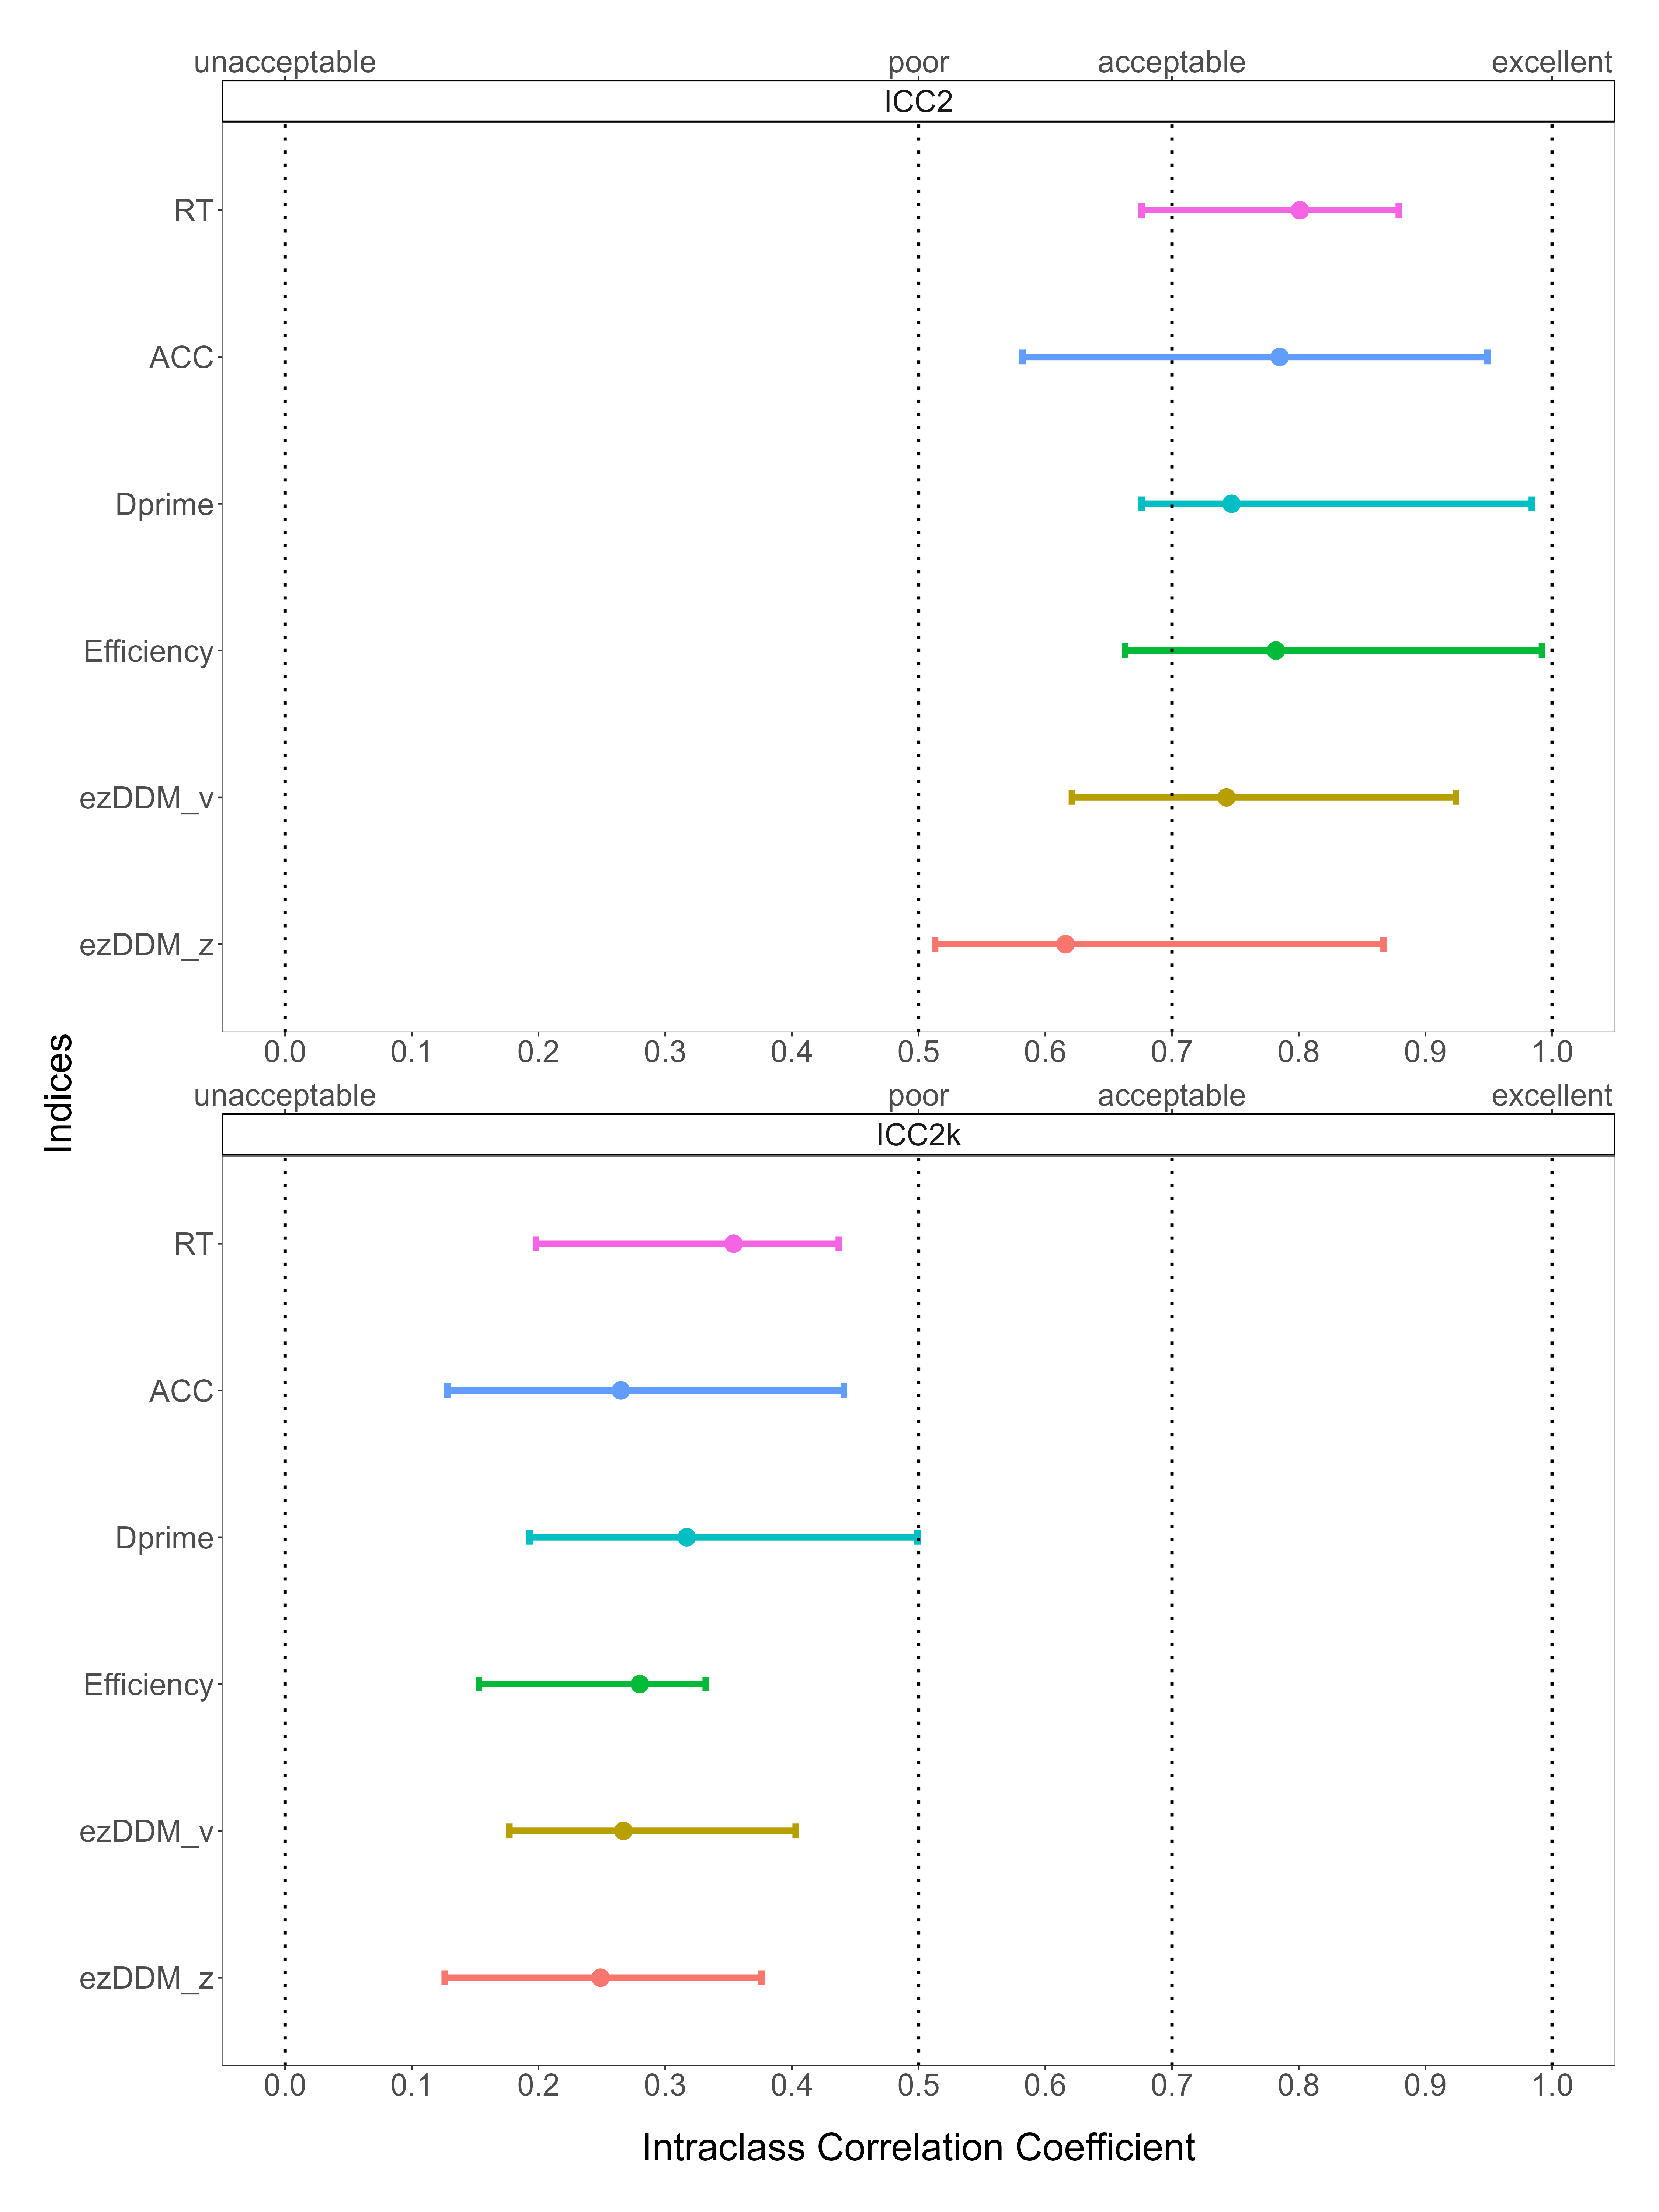 unacceptable poor acceptable excellent
ICC2
RT
ACC
Dprime
Efficiency
ezDDM_v
ezDDM_z
0.0 0.1 0.2 0.3 0.4 0.5 0.6 0.7 0.8 0.9 1.0
Indices
unacceptable poor acceptable excellent
ICC2k
RT
ACC
Dprime
Efficiency
ezDDM_v
ezDDM_z
0.0 0.1 0.2 0.3 0.4 0.5 0.6 0.7 0.8 0.9 1.0
Intraclass Correlation Coefficient